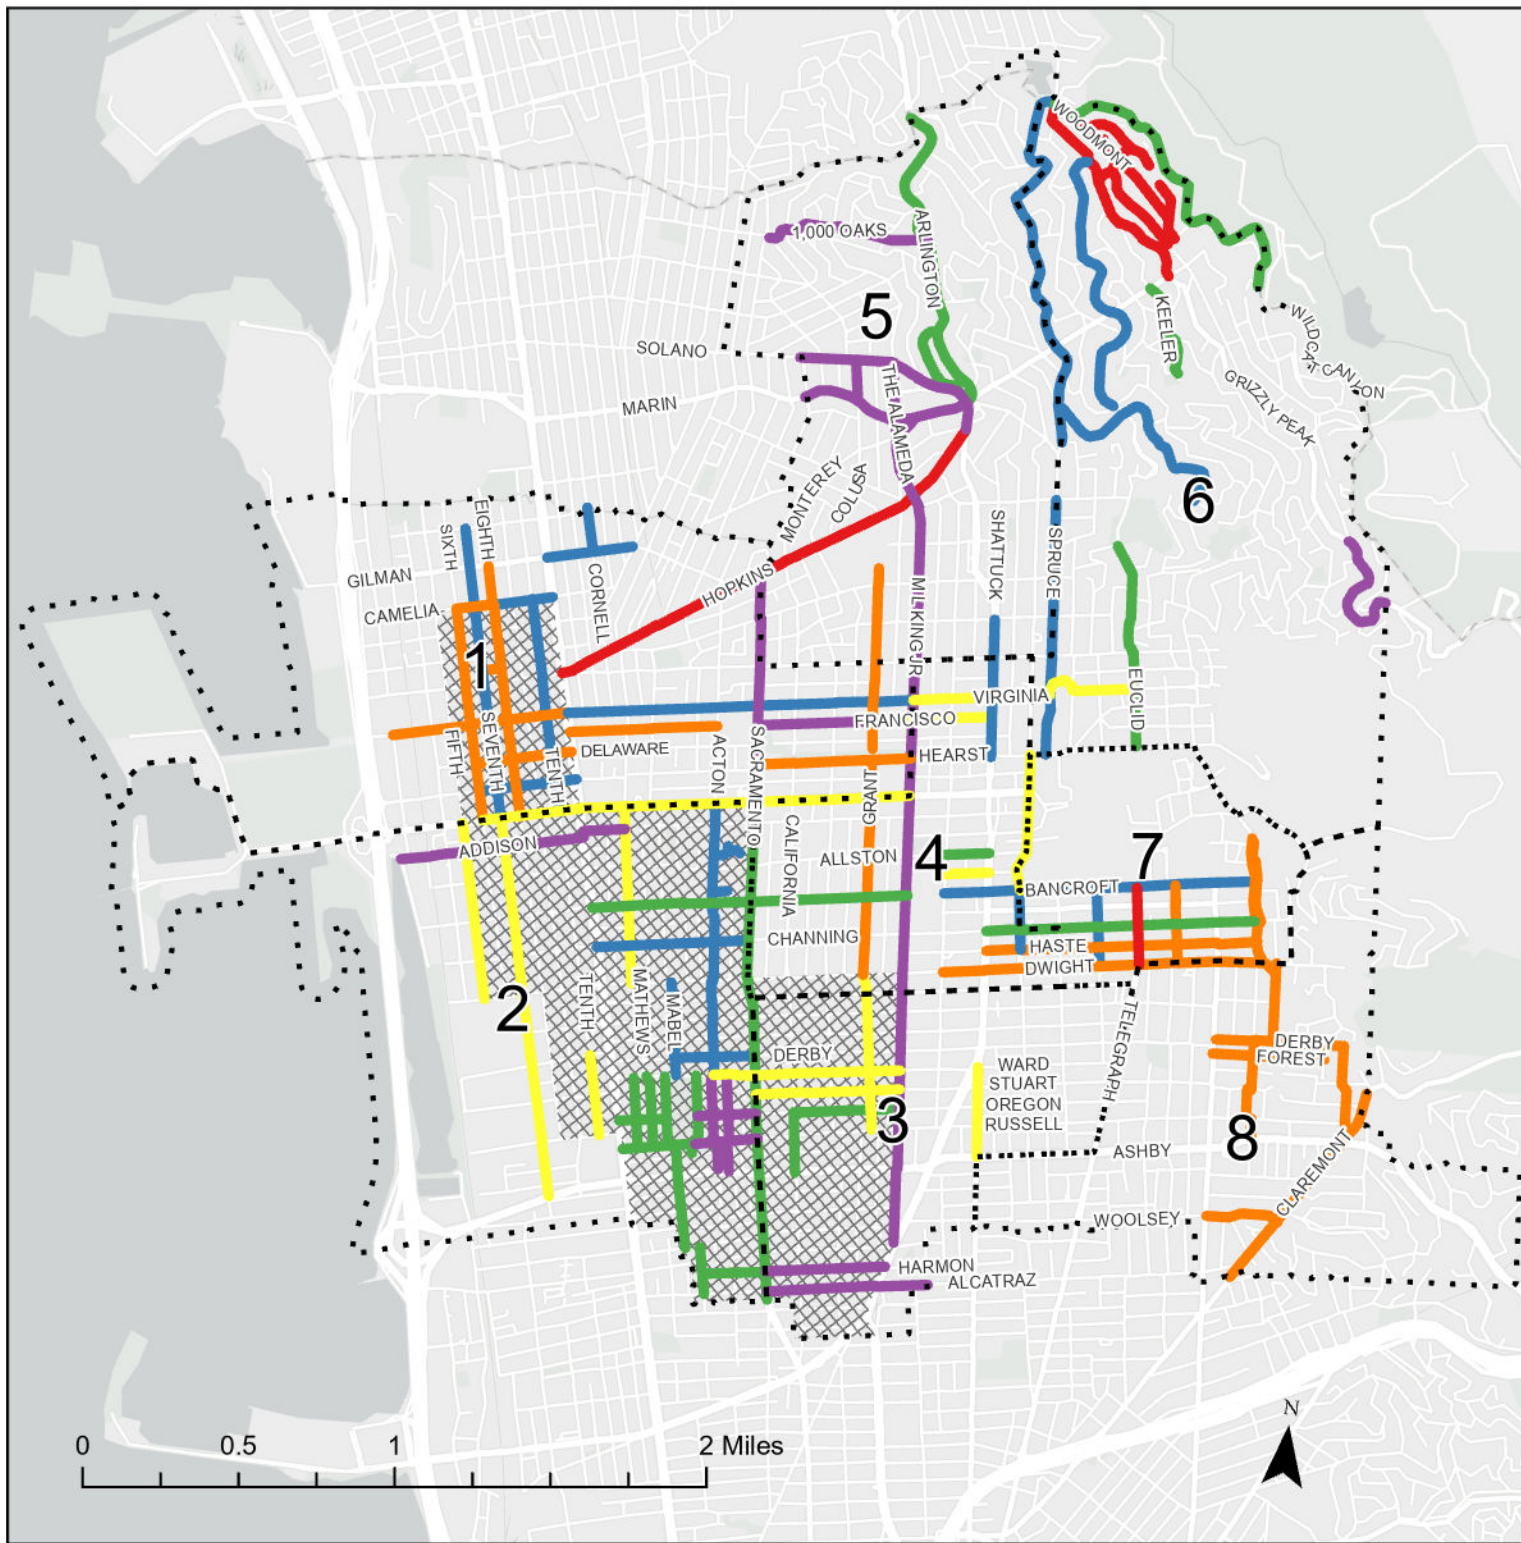 WOODMONT
1,000 OAKS
ARLINGTON
KEELER
WILDCAT CANYON
5
SOLANO
THE ALAMEDA
GRIZZLY PEAK
MARIN
MONTEREY
COLUSA
6
SIXTH
EIGHTH
SHATTUCK
SPRUCE
GILMAN
CAMELIA
CORNELL
HOPKINS
MLKING JR
1
VIRGINIA
EUCLID
FRANCISCO
FIFTH
SEVENTH
TENTH
DELAWARE
ACTON
SACRAMENTO
HEARST
GRANT
ADDISON
CALIFORNIA
ALLSTON
4
7
BANCROFT
CHANNING
HASTE
DWIGHT
2
TENTH
MATHEWS
MABEL
DERBY
TELEGRAPH
WARD
STUART
OREGON
RUSSELL
DERBY
FOREST
3
8
ASHBY
CLAREMONT
WOOLSEY
HARMON
ALCATRAZ
N
0 0.5 1 2 Miles